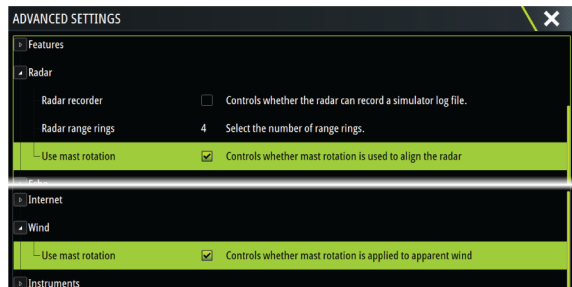 ADVANCED SETTINGS
Features
Radar
Radar recorder Controls whether the radar can record a simulator log file.
Radar range rings 4 Select the number of range rings.
Use mast rotation Controls whether mast rotation is used to align the radar
Internet
Wind
Use mast rotation Controls whether mast rotation is applied to apparent wind
Instruments